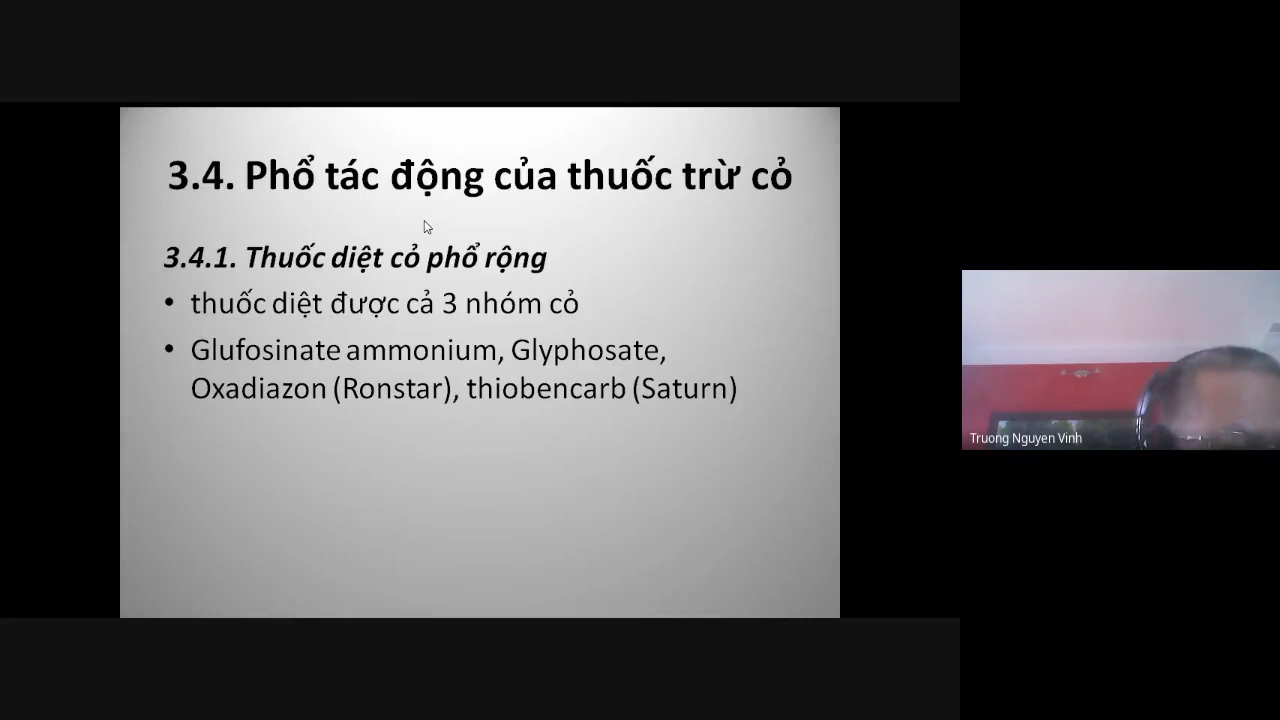 3.4. Phổ tác động của thuốc trừ cỏ
3.4.1. Thuốc diệt cỏ phổ rộng
• thuốc diệt được cả 3 nhóm cỏ
• Glufosinate ammonium, Glyphosate,
Oxadiazon (Ronstar), thiobencarb (Saturn)
Truong Nguyen Vinh